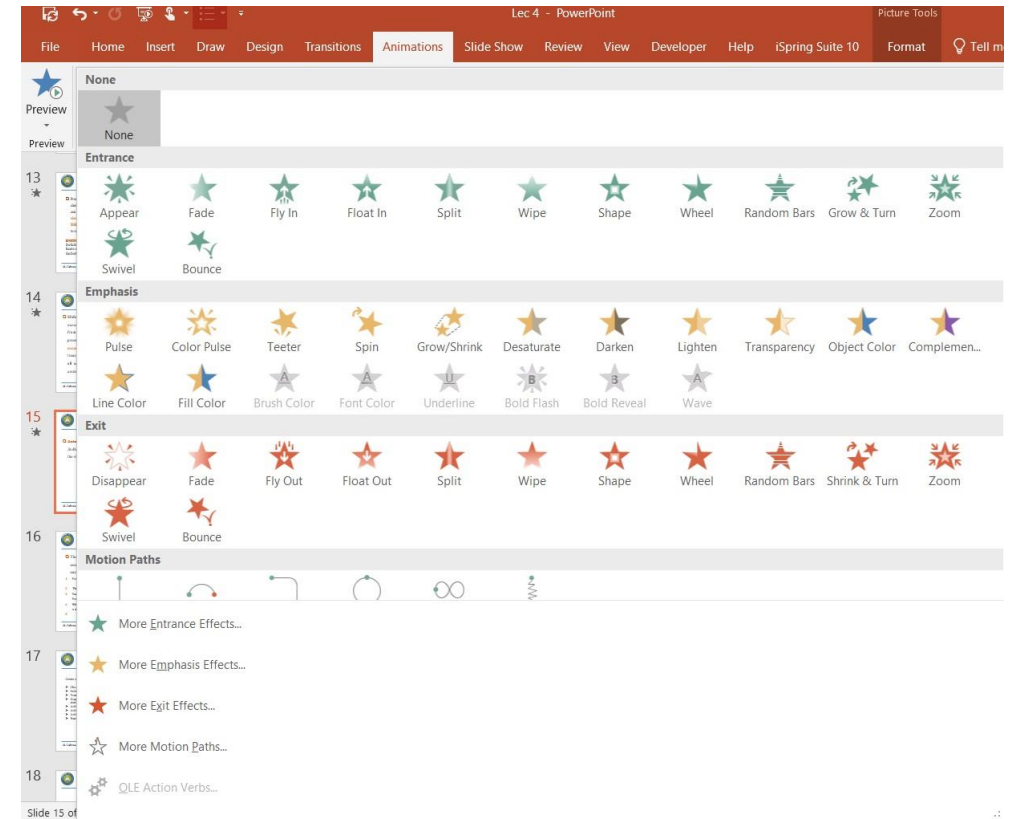 Lec 4 - PowerPoint
Picture Tools
File Home Insert Draw Design Transitions Animations Slide Show Review View Developer Help iSpring Suite 10 Format Tell
Preview
Preview
None
None
Entrance
Appear Fade Fly In Float In Split Wipe Shape Wheel Random Bars Grow & Turn Zoom
Swivel Bounce
Emphasis
Pulse Color Pulse Teeter Spin Grow/Shrink Desaturate Darken Lighten Transparency Object Color Complemen...
Line Color Fill Color Brush Color Font Color Underline Bold Flash Bold Reveal Wave
Exit
Disappear Fade Fly Out Float Out Split Wipe Shape Wheel Random Bars Shrink & Turn Zoom
Swivel Bounce
Motion Paths
More Entrance Effects...
More Emphasis Effects...
More Exit Effects...
More Motion Paths...
OLE Action Verbs...
13
14
15
16
17
18
Slide 15 of